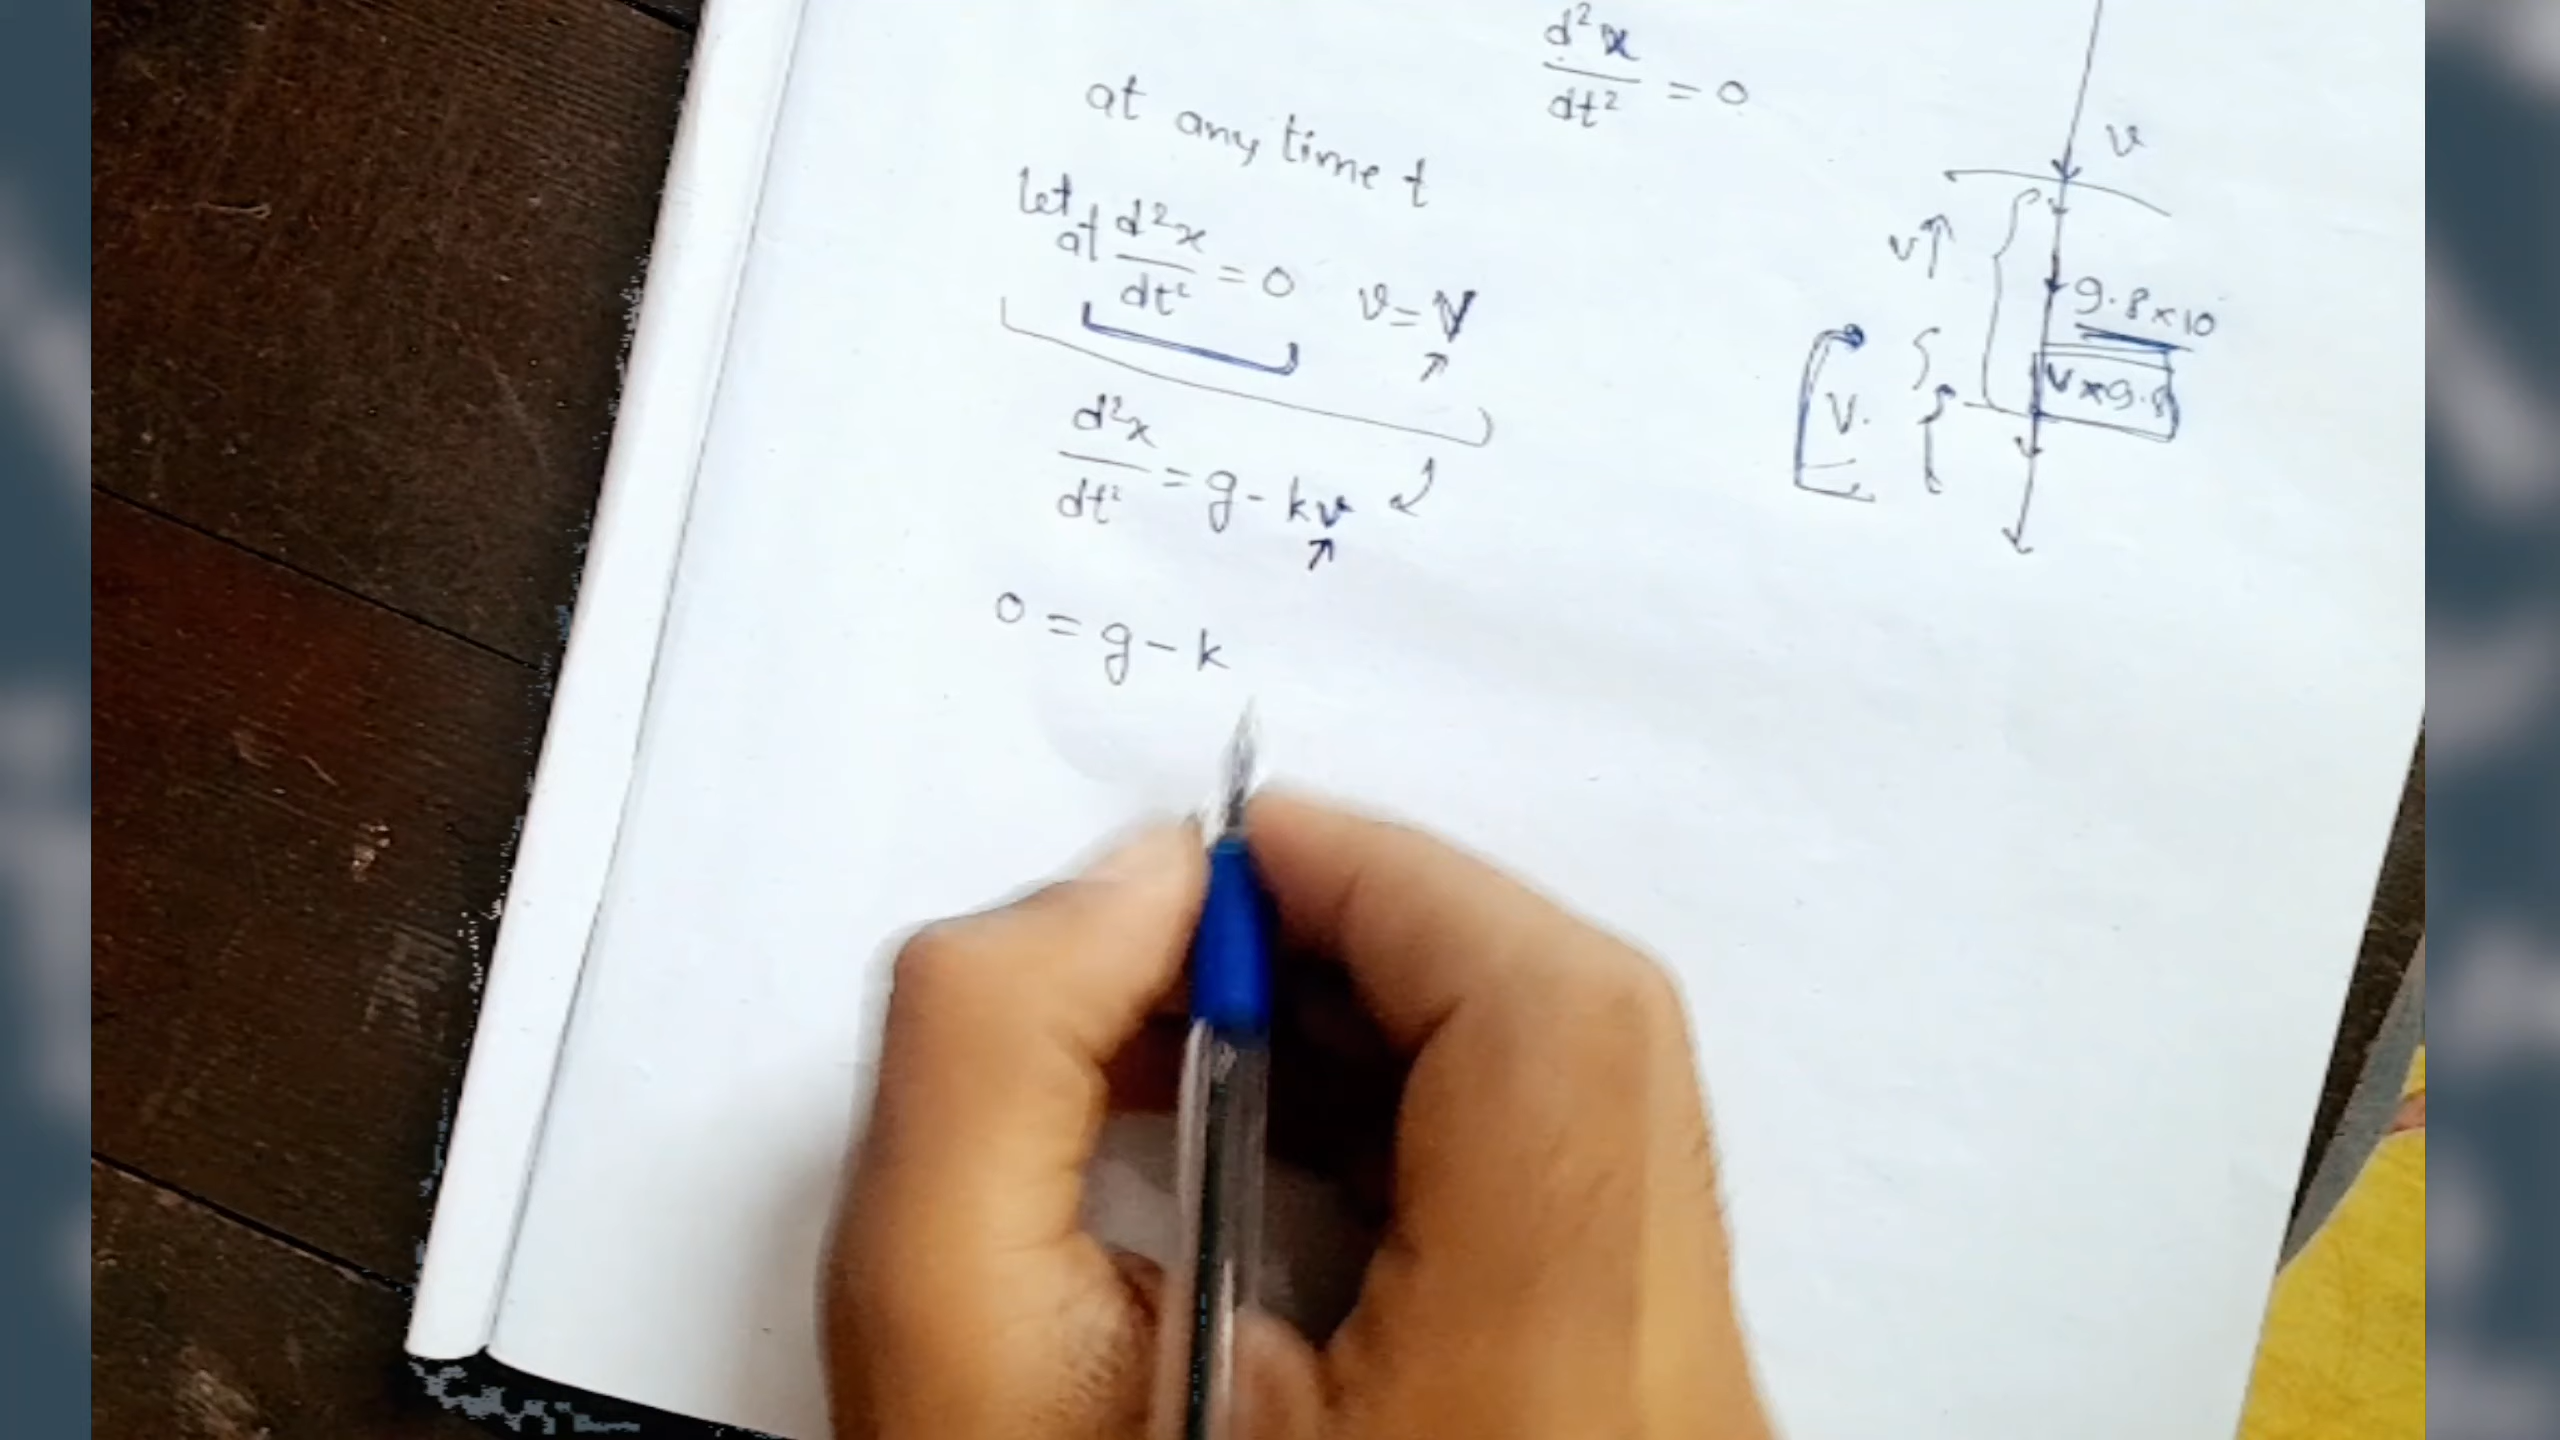 d²x/dt² = 0
at any time t
let at d²x/dt² = 0 v = V
d²x/dt² = g - kv
0 = g - k
v
v↑
9.8×10
V×9.8
V.